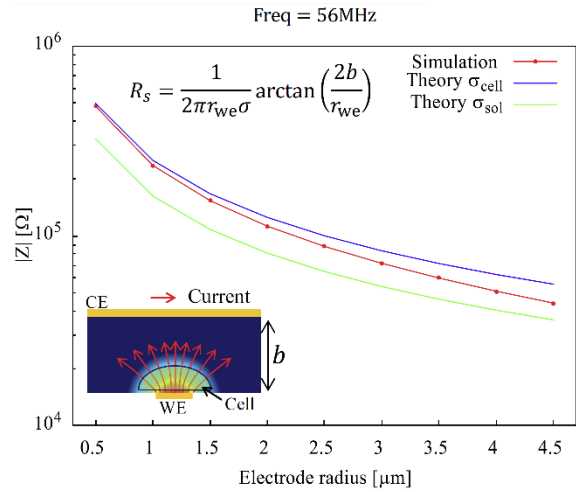 Freq = 56MHz
10^6
10^5
10^4
|Z| [Ω]
Simulation
Theory σ_cell
Theory σ_sol
R_s = \frac{1}{2πr_we σ} arctan(\frac{2b}{r_we})
CE
Current
b
Cell
WE
0.5 1 1.5 2 2.5 3 3.5 4 4.5
Electrode radius [μm]